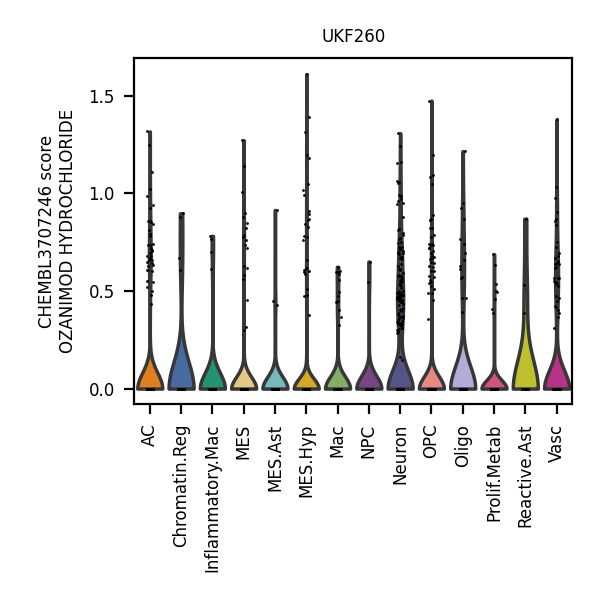 UKF260
CHEMBL3707246 score
OZANIMOD HYDROCHLORIDE
1.5
1.0
0.5
0.0
AC
Chromatin.Reg
Inflammatory.Mac
MES
MES.Ast
MES.Hyp
Mac
NPC
Neuron
OPC
Oligo
Prolif.Metab
Reactive.Ast
Vasc